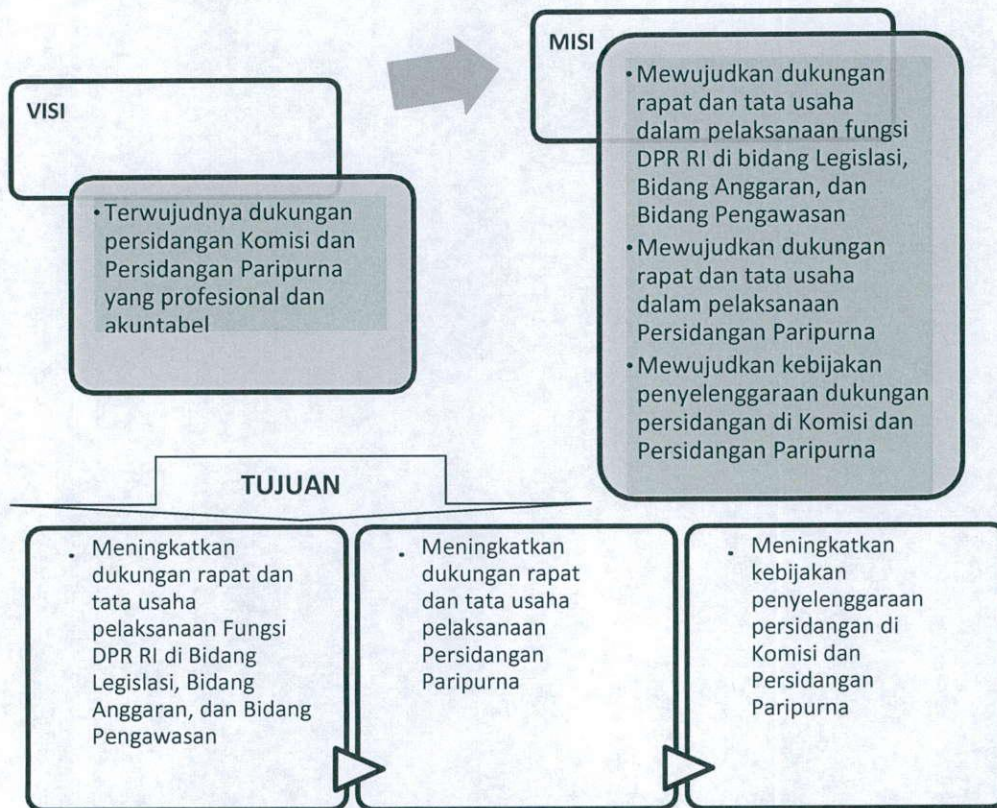 VISI
• Terwujudnya dukungan
persidangan Komisi dan
Persidangan Paripurna
yang profesional dan
akuntabel
MISI
• Mewujudkan dukungan
rapat dan tata usaha
dalam pelaksanaan fungsi
DPR RI di bidang Legislasi,
Bidang Anggaran, dan
Bidang Pengawasan
• Mewujudkan dukungan
rapat dan tata usaha
dalam pelaksanaan
Persidangan Paripurna
• Mewujudkan kebijakan
penyelenggaraan dukungan
persidangan di Komisi dan
Persidangan Paripurna
TUJUAN
• Meningkatkan
dukungan rapat dan
tata usaha
pelaksanaan Fungsi
DPR RI di Bidang
Legislasi, Bidang
Anggaran, dan Bidang
Pengawasan
• Meningkatkan
dukungan rapat
dan tata usaha
pelaksanaan
Persidangan
Paripurna
• Meningkatkan
kebijakan
penyelenggaraan
persidangan di
Komisi dan
Persidangan
Paripurna